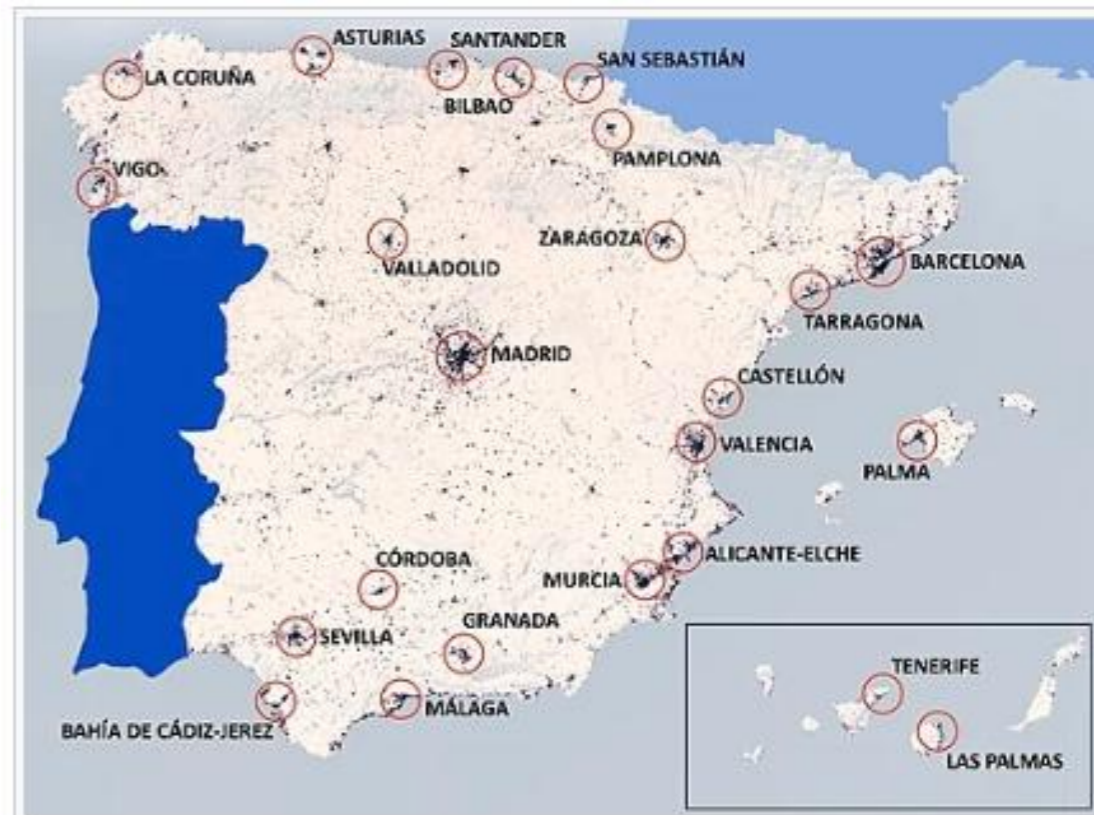 ASTURIAS
SANTANDER
SAN SEBASTIÁN
LA CORUÑA
BILBAO
PAMPLONA
VIGO
ZARAGOZA
VALLADOLID
BARCELONA
TARRAGONA
MADRID
CASTELLÓN
VALENCIA
PALMA
ALICANTE-ELCHE
CÓRDOBA
MURCIA
GRANADA
SEVILLA
TENERIFE
MÁLAGA
BAHÍA DE CÁDIZ-JEREZ
LAS PALMAS